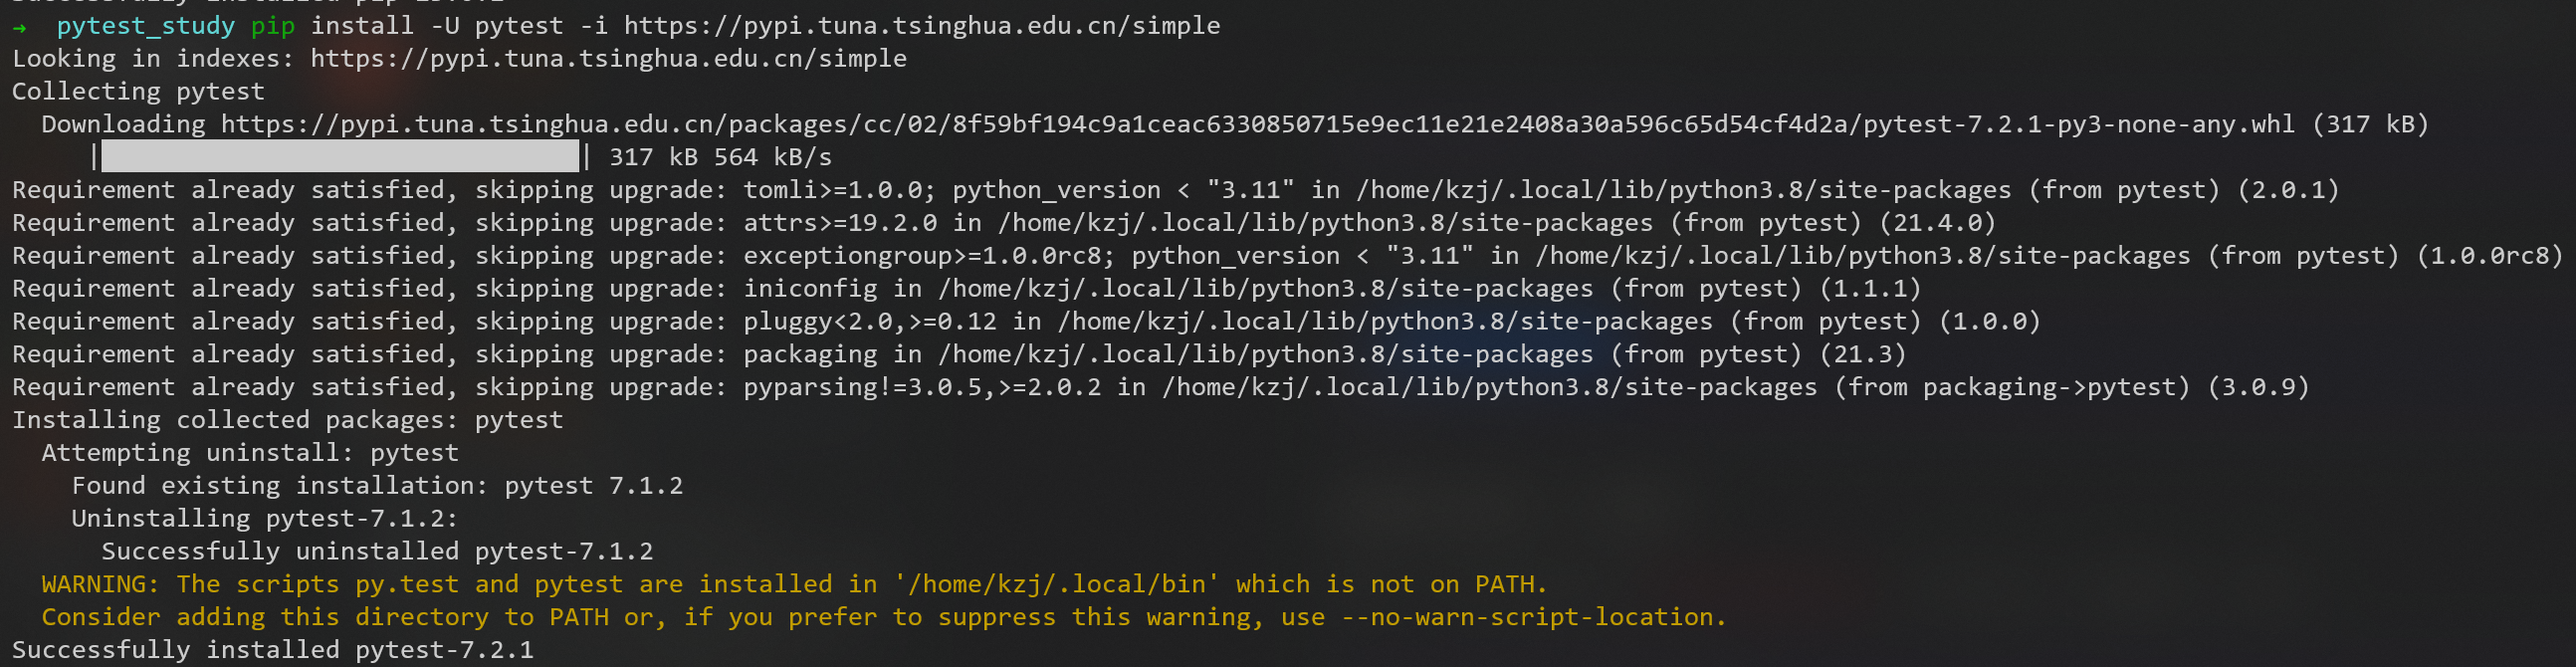 Successfully installed pip-23.0.1
→ pytest_study pip install -U pytest -i https://pypi.tuna.tsinghua.edu.cn/simple
Looking in indexes: https://pypi.tuna.tsinghua.edu.cn/simple
Collecting pytest
Downloading https://pypi.tuna.tsinghua.edu.cn/packages/cc/02/8f59bf194c9a1ceac6330850715e9ec11e21e2408a30a596c65d54cf4d2a/pytest-7.2.1-py3-none-any.whl (317 kB)
| | 317 kB 564 kB/s
Requirement already satisfied, skipping upgrade: tomli>=1.0.0; python_version < "3.11" in /home/kzj/.local/lib/python3.8/site-packages (from pytest) (2.0.1)
Requirement already satisfied, skipping upgrade: attrs>=19.2.0 in /home/kzj/.local/lib/python3.8/site-packages (from pytest) (21.4.0)
Requirement already satisfied, skipping upgrade: exceptiongroup>=1.0.0rc8; python_version < "3.11" in /home/kzj/.local/lib/python3.8/site-packages (from pytest) (1.0.0rc8)
Requirement already satisfied, skipping upgrade: iniconfig in /home/kzj/.local/lib/python3.8/site-packages (from pytest) (1.1.1)
Requirement already satisfied, skipping upgrade: pluggy<2.0,>=0.12 in /home/kzj/.local/lib/python3.8/site-packages (from pytest) (1.0.0)
Requirement already satisfied, skipping upgrade: packaging in /home/kzj/.local/lib/python3.8/site-packages (from pytest) (21.3)
Requirement already satisfied, skipping upgrade: pyparsing!=3.0.5,>=2.0.2 in /home/kzj/.local/lib/python3.8/site-packages (from packaging->pytest) (3.0.9)
Installing collected packages: pytest
Attempting uninstall: pytest
Found existing installation: pytest 7.1.2
Uninstalling pytest-7.1.2:
Successfully uninstalled pytest-7.1.2
WARNING: The scripts py.test and pytest are installed in '/home/kzj/.local/bin' which is not on PATH.
Consider adding this directory to PATH or, if you prefer to suppress this warning, use --no-warn-script-location.
Successfully installed pytest-7.2.1